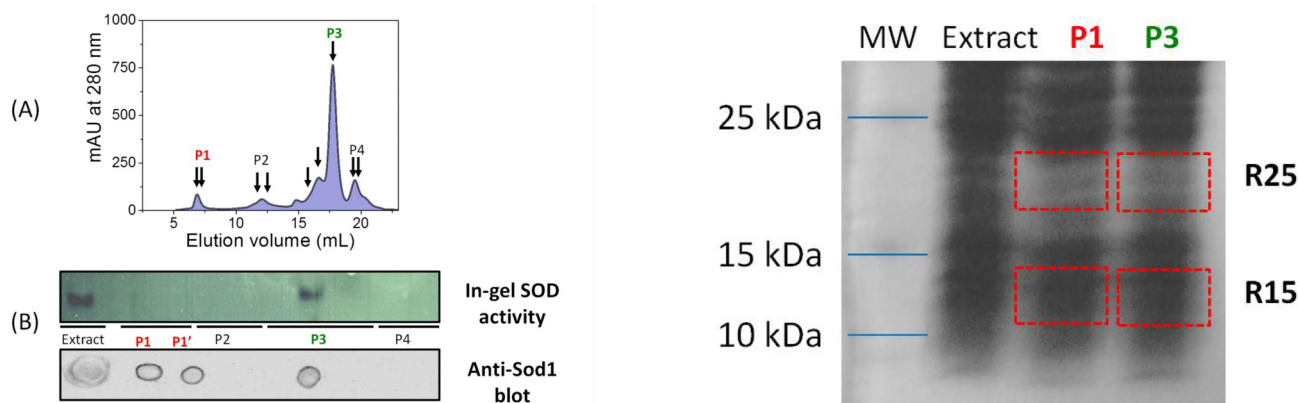 (A)
mAU at 280 nm
1000
750
500
250
0
P1
P2
P3
P4
5 10 15 20
Elution volume (mL)
(B)
In-gel SOD
activity
Extract P1 P1’ P2 P3 P4
Anti-Sod1
blot
MW Extract P1 P3
25 kDa
R25
15 kDa
R15
10 kDa